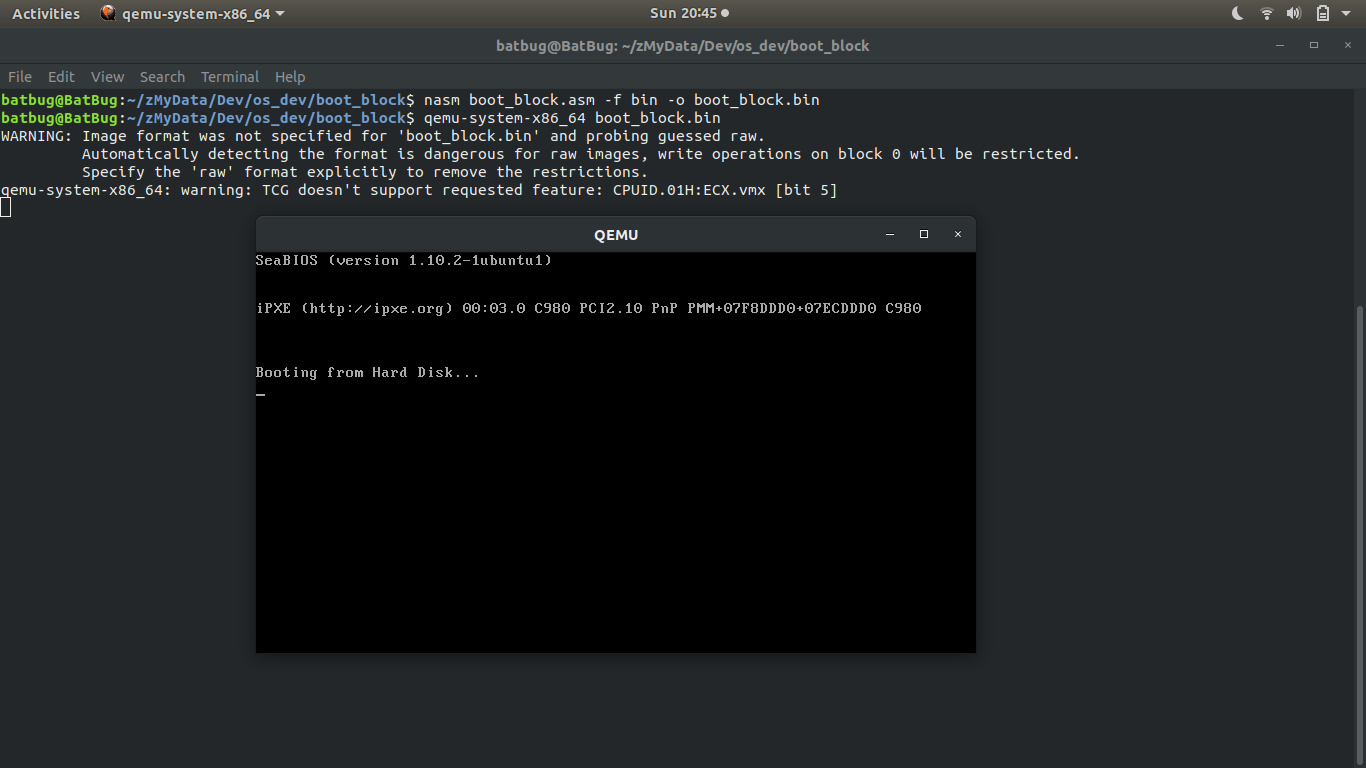 Activities qemu-system-x86_64 Sun 20:45
batbug@BatBug: ~/zMyData/Dev/os_dev/boot_block
File Edit View Search Terminal Help
batbug@BatBug:~/zMyData/Dev/os_dev/boot_block$ nasm boot_block.asm -f bin -o boot_block.bin
batbug@BatBug:~/zMyData/Dev/os_dev/boot_block$ qemu-system-x86_64 boot_block.bin
WARNING: Image format was not specified for 'boot_block.bin' and probing guessed raw.
Automatically detecting the format is dangerous for raw images, write operations on block 0 will be restricted.
Specify the 'raw' format explicitly to remove the restrictions.
qemu-system-x86_64: warning: TCG doesn't support requested feature: CPUID.01H:ECX.vmx [bit 5]
QEMU
SeaBIOS (version 1.10.2-1ubuntu1)
iPXE (http://ipxe.org) 00:03.0 C980 PCI2.10 PnP PMM+07F8DDD0+07ECDDD0 C980
Booting from Hard Disk...